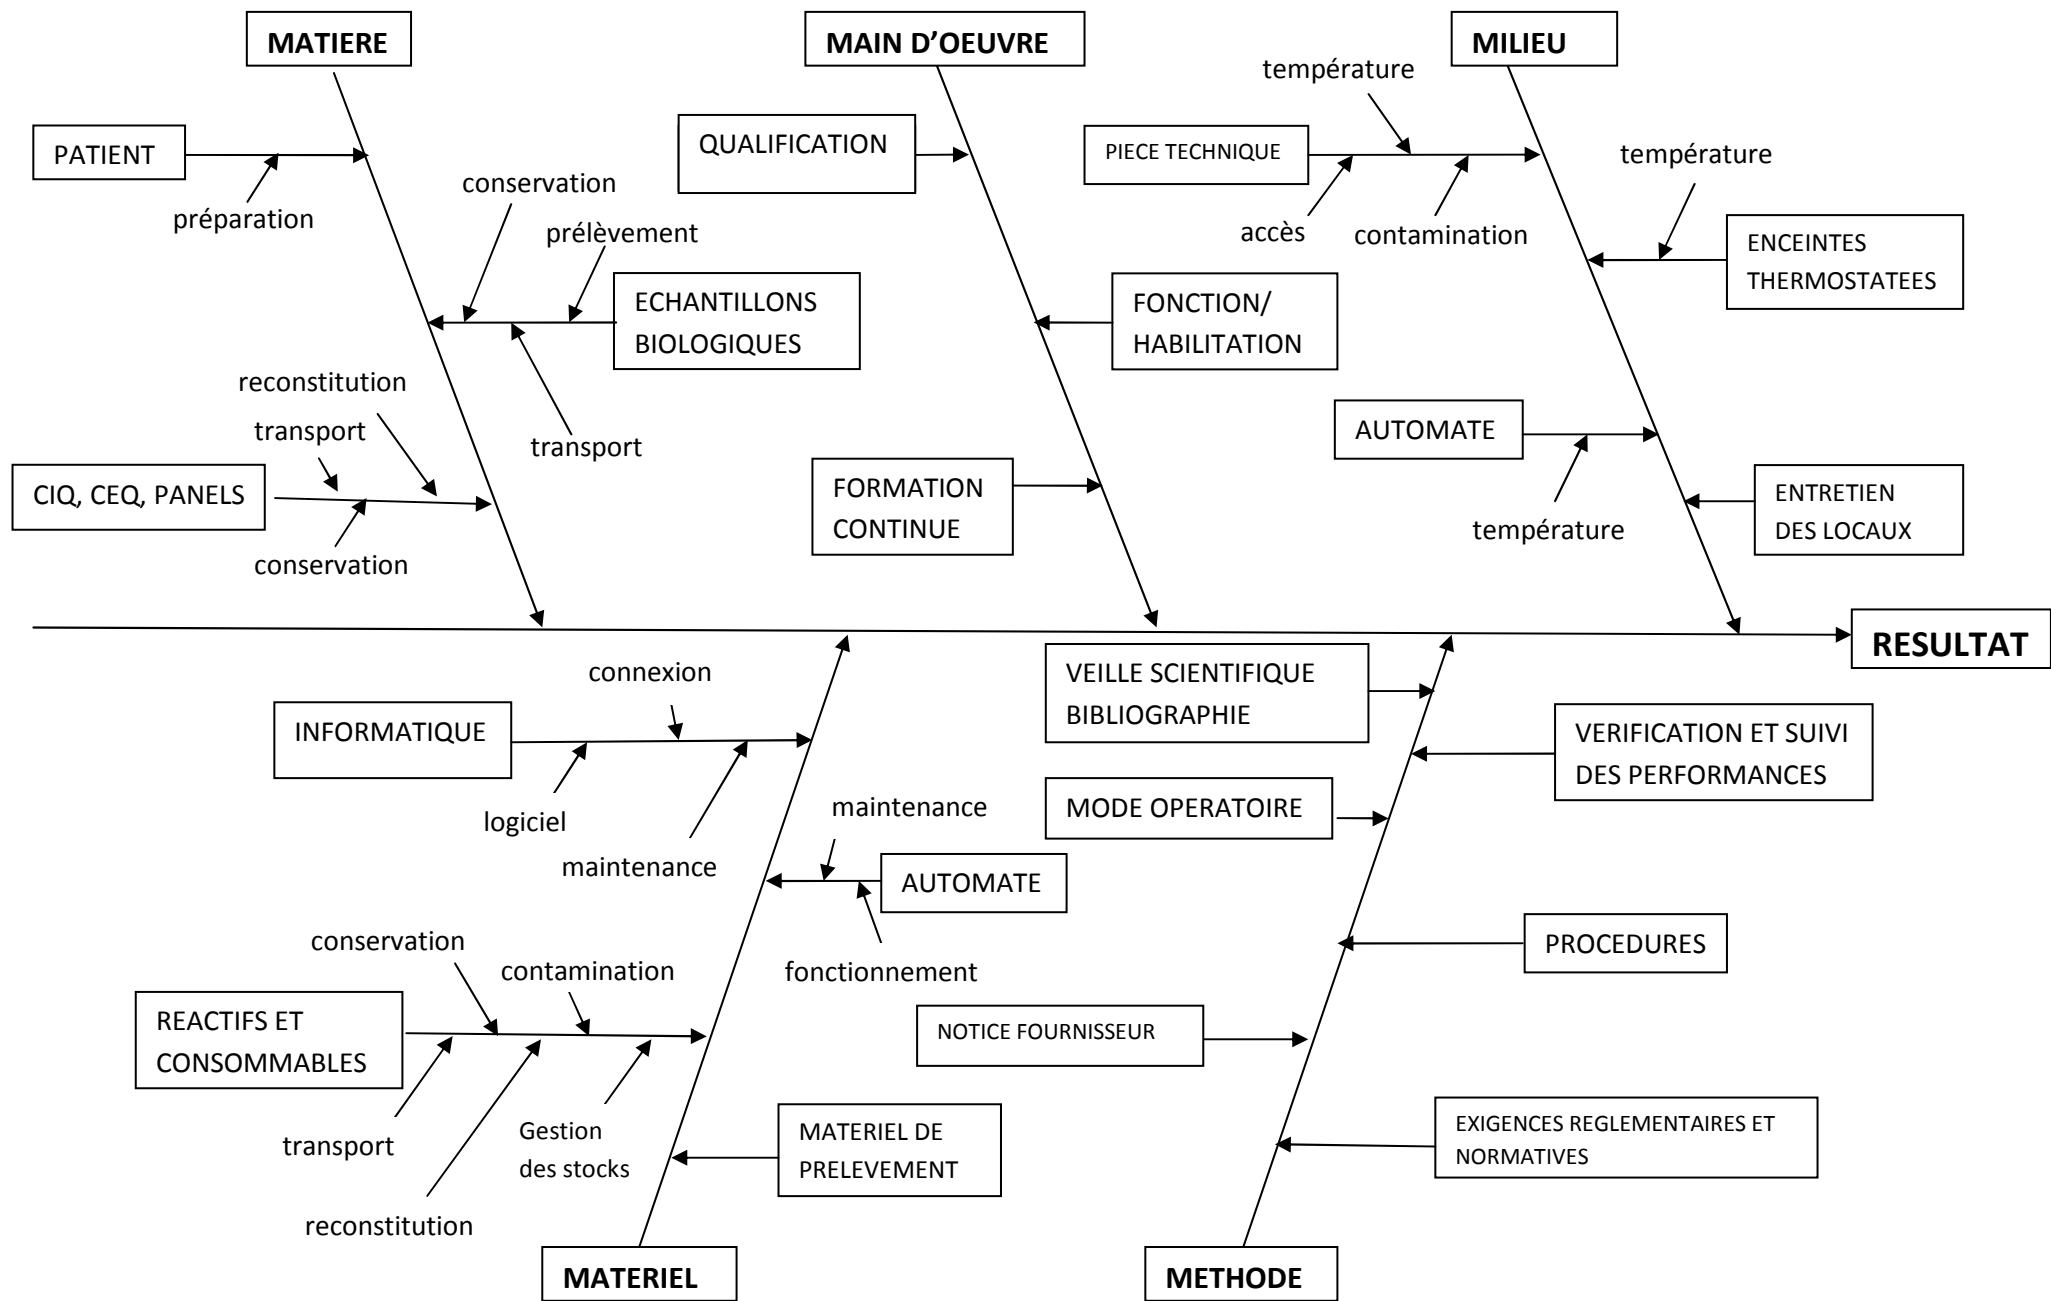 MATIERE
MAIN D’OEUVRE
MILIEU
température
PATIENT
QUALIFICATION
PIECE TECHNIQUE
température
conservation
préparation
prélèvement
accès
contamination
ENCEINTES
THERMOSTATEES
ECHANTILLONS
BIOLOGIQUES
FONCTION/
HABILITATION
reconstitution
transport
transport
AUTOMATE
CIQ, CEQ, PANELS
FORMATION
CONTINUE
ENTRETIEN
DES LOCAUX
température
conservation
RESULTAT
connexion
VEILLE SCIENTIFIQUE
BIBLIOGRAPHIE
INFORMATIQUE
VERIFICATION ET SUIVI
DES PERFORMANCES
logiciel
maintenance
MODE OPERATOIRE
maintenance
AUTOMATE
conservation
contamination
fonctionnement
PROCEDURES
REACTIFS ET
CONSOMMABLES
NOTICE FOURNISSEUR
transport
Gestion
des stocks
MATERIEL DE
PRELEVEMENT
EXIGENCES REGLEMENTAIRES ET
NORMATIVES
reconstitution
MATERIEL
METHODE